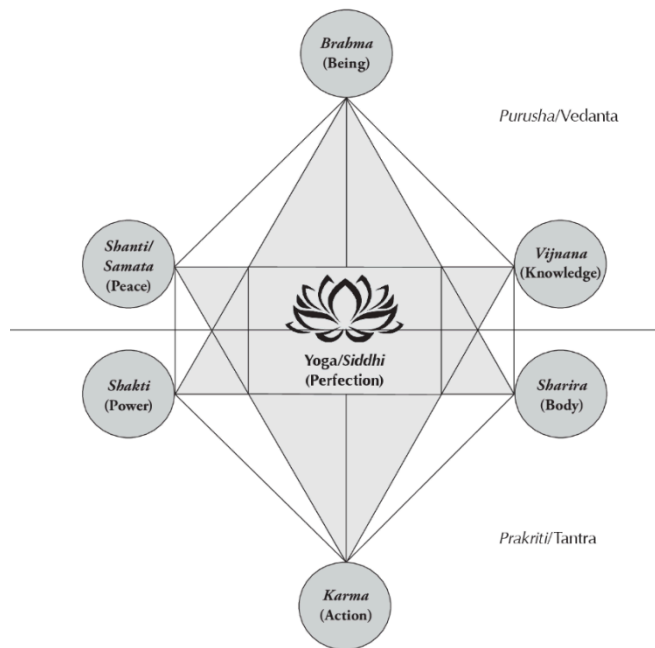 Brahma
(Being)
Purusha/Vedanta
Shanti/
Samata
(Peace)
Vijnana
(Knowledge)
Yoga/Siddhi
(Perfection)
Shakti
(Power)
Sharira
(Body)
Prakriti/Tantra
Karma
(Action)